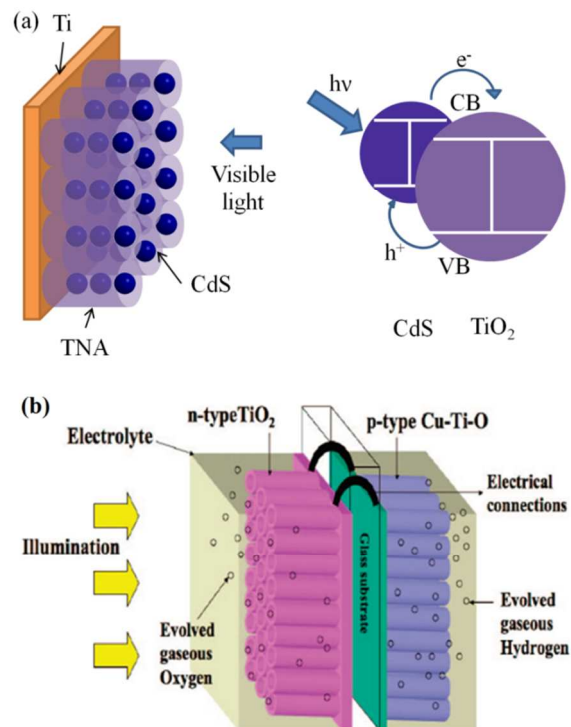 (a)
Ti
hν
e-
CB
Visible
light
h+
VB
CdS
TNA
CdS TiO2
(b)
n-typeTiO2
p-type Cu-Ti-O
Electrolyte
Electrical
connections
Illumination
Glass substrate
Evolved
gaseous
Oxygen
Evolved
gaseous
Hydrogen